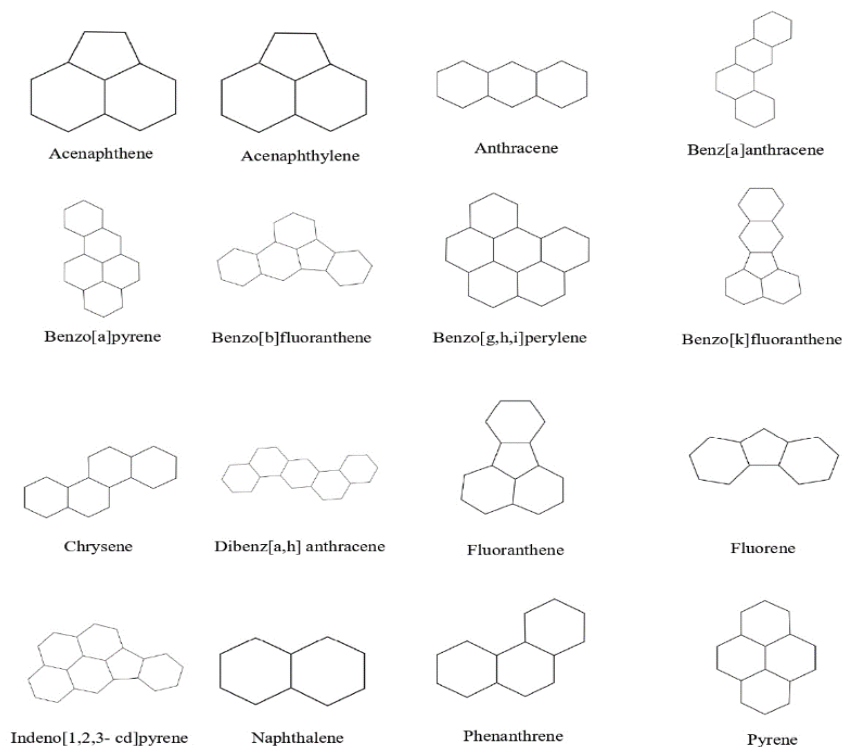 Acenaphthene
Acenaphthylene
Anthracene
Benz[a]anthracene
Benzo[a]pyrene
Benzo[b]fluoranthene
Benzo[g,h,i]perylene
Benzo[k]fluoranthene
Chrysene
Dibenz[a,h] anthracene
Fluoranthene
Fluorene
Indeno[1,2,3- cd]pyrene
Naphthalene
Phenanthrene
Pyrene